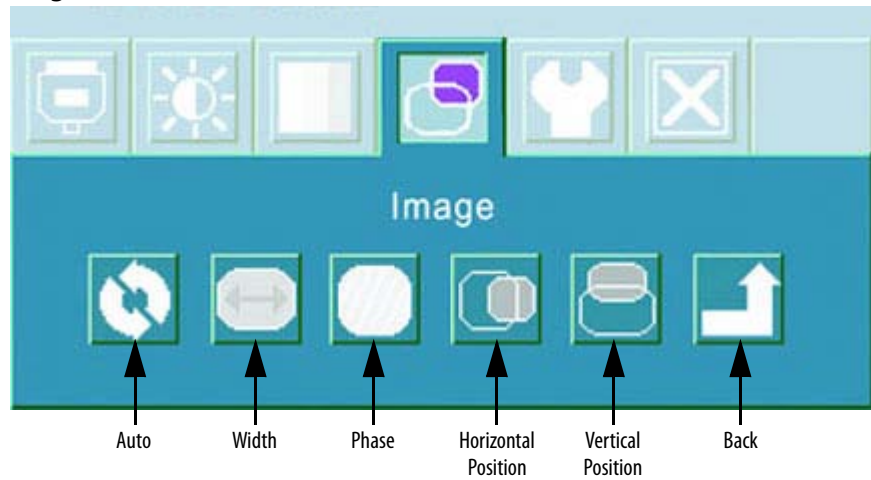 Image
Auto
Width
Phase
Horizontal
Position
Vertical
Position
Back